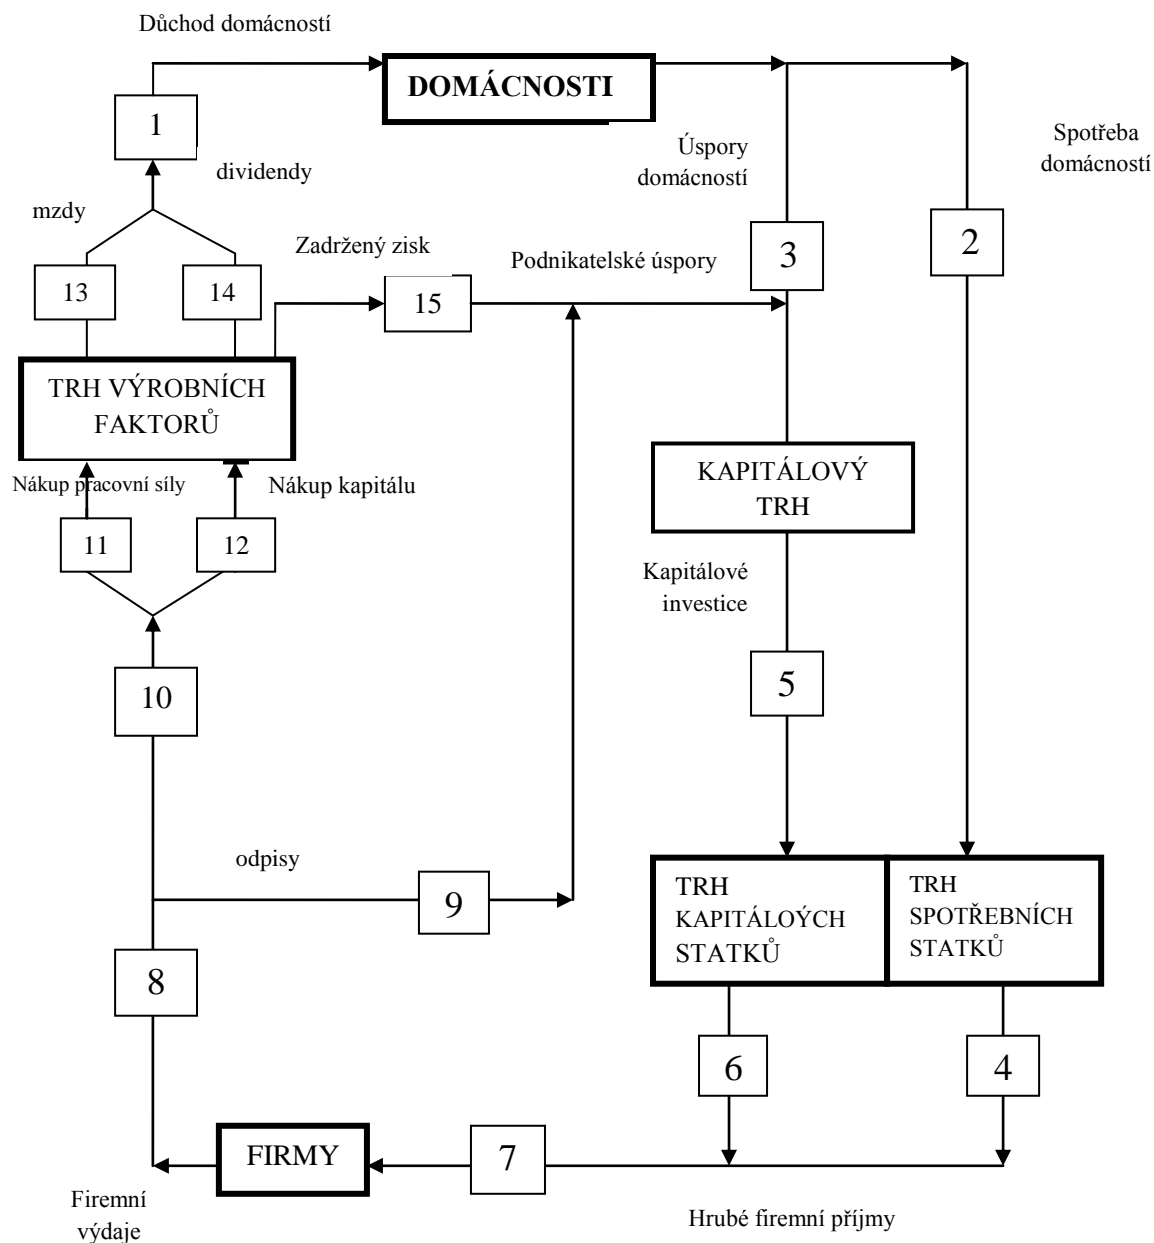 Důchod domácností
DOMÁCNOSTI
1
dividendy
mzdy
Úspory
domácností
Spotřeba
domácností
2
3
Zadržený zisk
Podnikatelské úspory
13
14
15
TRH VÝROBNÍCH
FAKTORŮ
Nákup pracovní síly
Nákup kapitálu
KAPITÁLOVÝ
TRH
11
12
Kapitálové
investice
10
5
odpisy
9
TRH
KAPITÁLOÝCH
STATKŮ
TRH
SPOTŘEBNÍCH
STATKŮ
8
6
4
FIRMY
7
Firemní
výdaje
Hrubé firemní příjmy